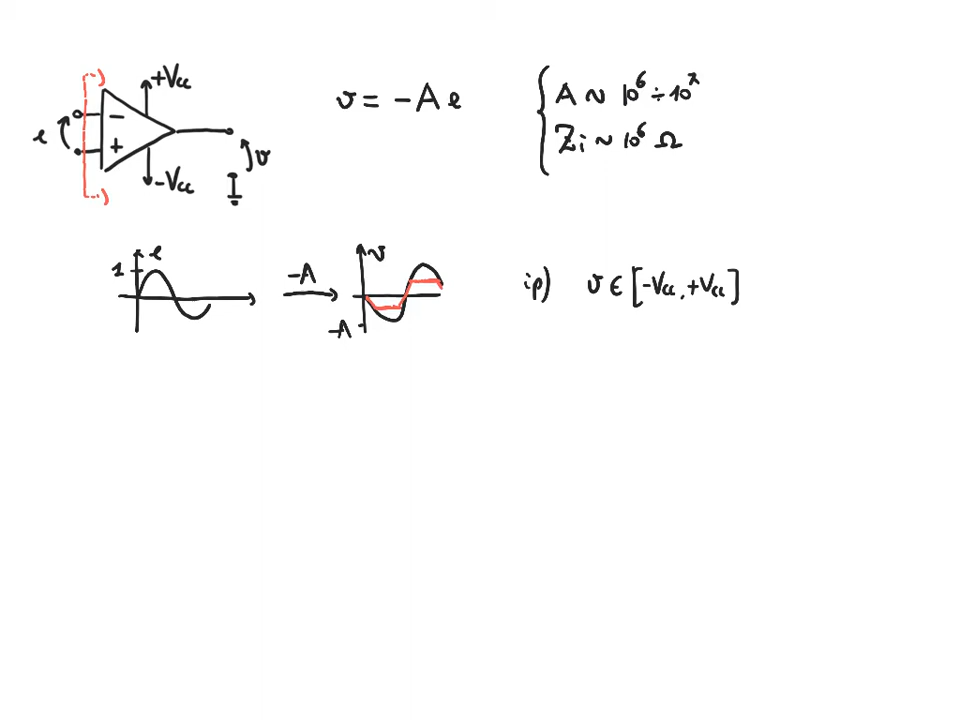 +Vcc
e
-
+
-Vcc
v
v = -A e
A ~ 10⁶ ÷ 10⁷
Zi ~ 10⁶ Ω
e
1
-A
v
-A
ip) v ∈ [-Vcc, +Vcc]